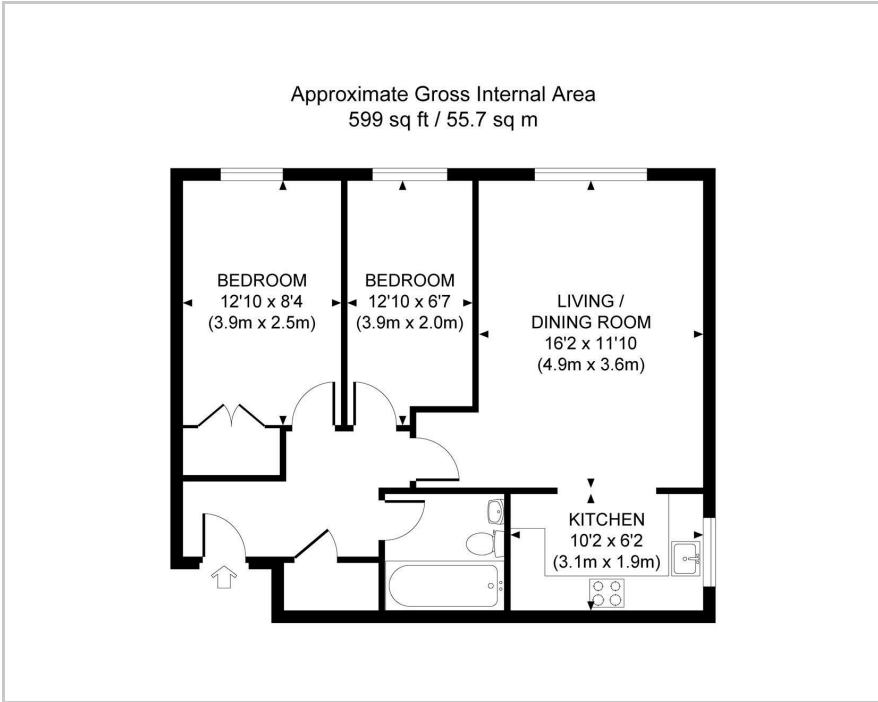 Approximate Gross Internal Area
599 sq ft / 55.7 sq m
BEDROOM
12'10 x 8'4
(3.9m x 2.5m)
BEDROOM
12'10 x 6'7
(3.9m x 2.0m)
LIVING /
DINING ROOM
16'2 x 11'10
(4.9m x 3.6m)
KITCHEN
10'2 x 6'2
(3.1m x 1.9m)